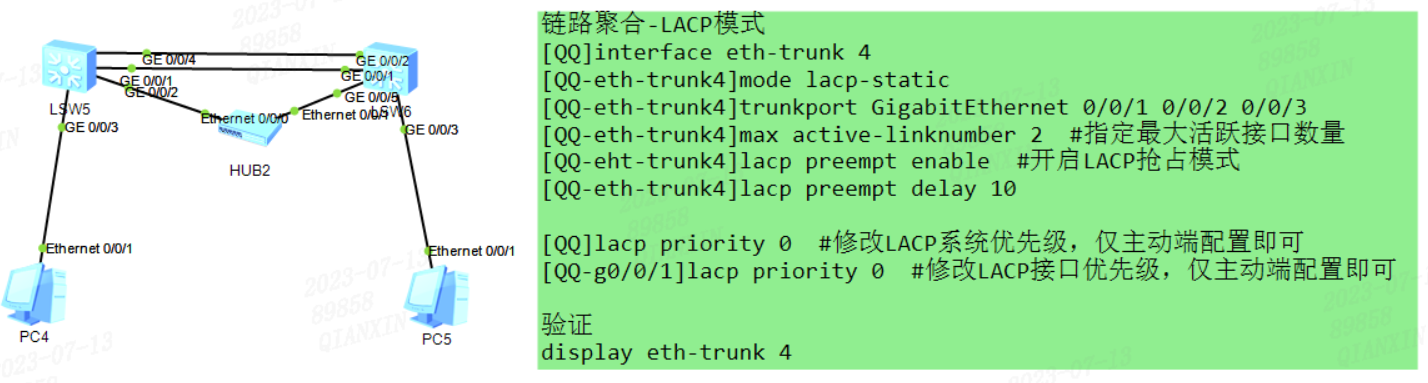 GE 0/0/4
GE 0/0/2
GE 0/0/1
GE 0/0/1
GE 0/0/2
GE 0/0/5
LSW5
LSW6
Ethernet 0/0/0
Ethernet 0/0/1
GE 0/0/3
GE 0/0/3
HUB2
Ethernet 0/0/1
Ethernet 0/0/1
PC4
PC5
链路聚合-LACP模式
[QQ]interface eth-trunk 4
[QQ-eth-trunk4]mode lacp-static
[QQ-eth-trunk4]trunkport GigabitEthernet 0/0/1 0/0/2 0/0/3
[QQ-eth-trunk4]max active-linknumber 2  #指定最大活跃接口数量
[QQ-eht-trunk4]lacp preempt enable  #开启LACP抢占模式
[QQ-eth-trunk4]lacp preempt delay 10
[QQ]lacp priority 0  #修改LACP系统优先级，仅主动端配置即可
[QQ-g0/0/1]lacp priority 0  #修改LACP接口优先级，仅主动端配置即可
验证
display eth-trunk 4
2023-07-13
89858
QIANXIN